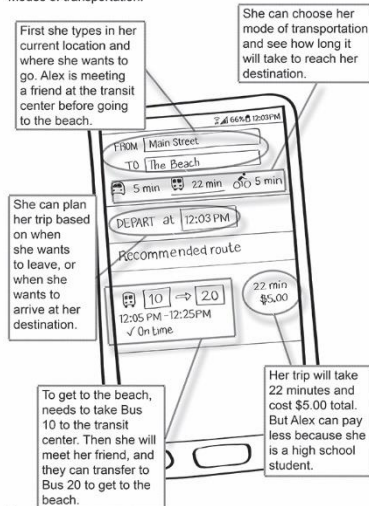 modes of transportation.
First she types in her
current location and
where she wants to
go. Alex is meeting
a friend at the transit
center before going
to the beach.
She can choose her
mode of transportation
and see how long it
will take to reach her
destination.
66% 12:03PM
FROM Main Street
TO The Beach
5 min 22 min 5 min
She can plan
her trip based
on when
she wants
to leave, or
when she
wants to
arrive at her
destination.
DEPART at 12:03 PM
Recommended route
10 ⇒ 20
12:05 PM-12:25PM
✓ On time
22 min
$5.00
To get to the beach,
needs to take Bus
10 to the transit
center. Then she will
meet her friend, and
they can transfer to
Bus 20 to get to the
beach.
Her trip will take
22 minutes and
cost $5.00 total.
But Alex can pay
less because she
is a high school
student.